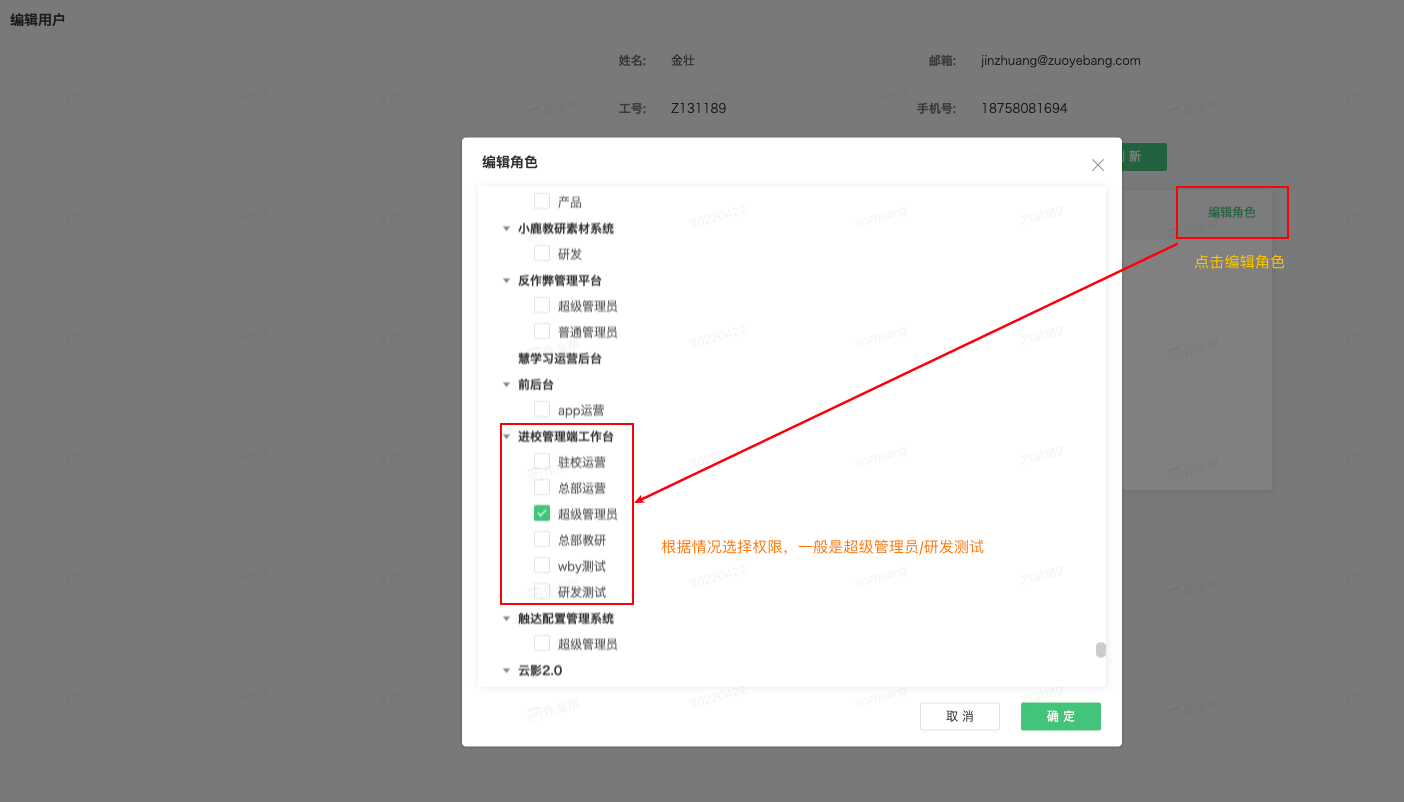 编辑用户
姓名: 金壮 邮箱: jinzhuang@zuoyebang.com
工号: Z131189 手机号: 18758081694
编辑角色
新
产品
编辑角色
小鹿教研素材系统
研发
点击编辑角色
反作弊管理平台
超级管理员
普通管理员
慧学习运营后台
前后台
app运营
进校管理端工作台
驻校运营
总部运营
超级管理员
总部教研
根据情况选择权限，一般是超级管理员/研发测试
wby测试
研发测试
触达配置管理系统
超级管理员
云影2.0
取 消 确 定